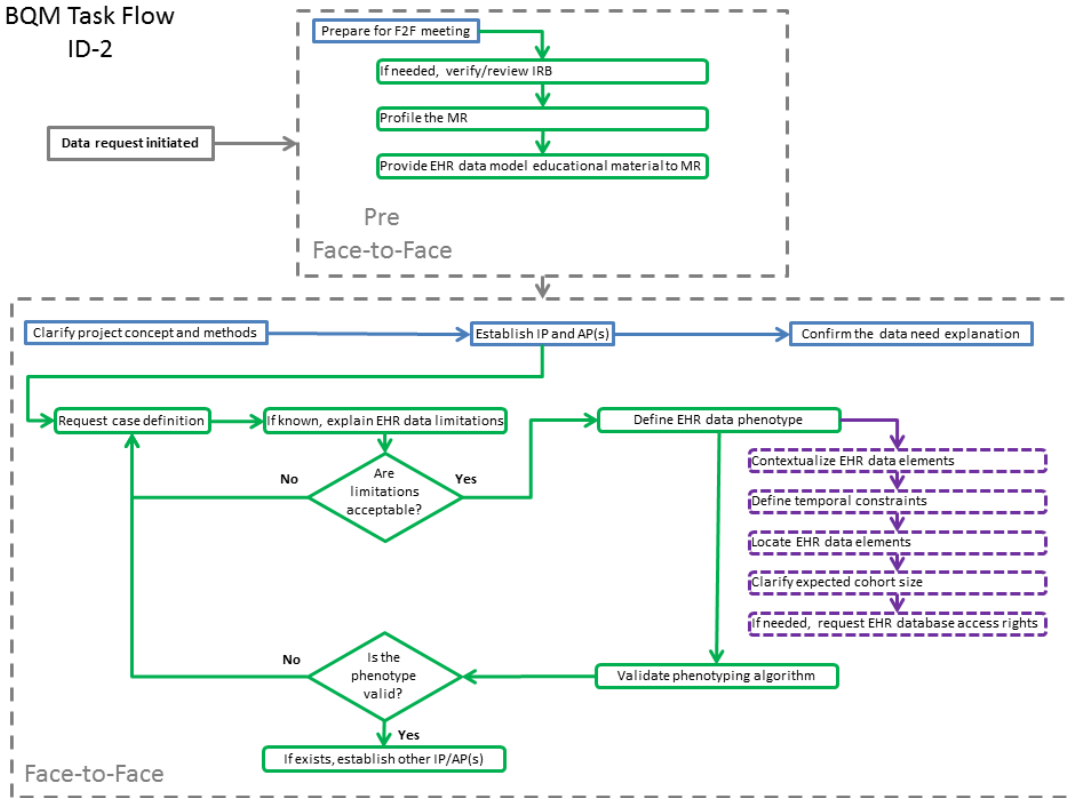 BQM Task Flow
ID-2
Prepare for F2F meeting
If needed, verify/review IRB
Profile the MR
Provide EHR data model educational material to MR
Data request initiated
Pre
Face-to-Face
Clarify project concept and methods
Establish IP and AP(s)
Confirm the data need explanation
Request case definition
If known, explain EHR data limitations
Define EHR data phenotype
Are
limitations
acceptable?
No
Yes
Contextualize EHR data elements
Define temporal constraints
Locate EHR data elements
Clarify expected cohort size
If needed, request EHR database access rights
Validate phenotyping algorithm
Is the
phenotype
valid?
No
Yes
If exists, establish other IP/AP(s)
Face-to-Face